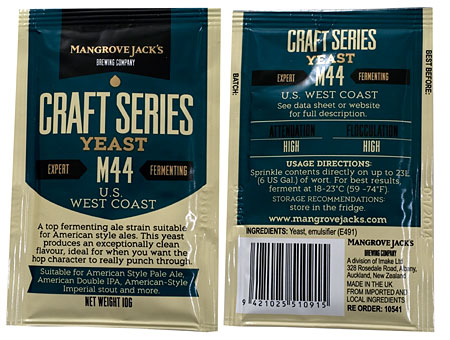 MANGROVE JACK'S
BREWING COMPANY
CRAFT SERIES
YEAST
EXPERT M44 FERMENTING
U.S.
WEST COAST
A top fermenting ale strain suitable
for American style ales. This yeast
produces an exceptionally clean
flavour, ideal for when you want the
hop character to really punch through.
Suitable for American Style Pale Ale,
American Double IPA, American-Style
Imperial stout and more.
NET WEIGHT 10G
CRAFT SERIES
YEAST
EXPERT M44 FERMENTING
U.S. WEST COAST
See data sheet or website
for full description.
ATTENUATION FLOCCULATION
HIGH HIGH
USAGE DIRECTIONS:
Sprinkle contents directly on up to 23L
(6 US Gal.) of wort. For best results,
ferment at 18-23°C (59 -74°F).
STORAGE RECOMMENDATIONS:
store in the fridge.
www.mangrovejacks.com
INGREDIENTS: Yeast, emulsifier (E491)
MANGROVE JACK'S
BREWING COMPANY
A division of Imake Ltd
328 Rosedale Road, Albany,
Auckland, New Zealand
MADE IN THE UK
FROM IMPORTED AND
LOCAL INGREDIENTS
RE ORDER: 10541
9 421025 510915
BATCH:
BEST BEFORE: